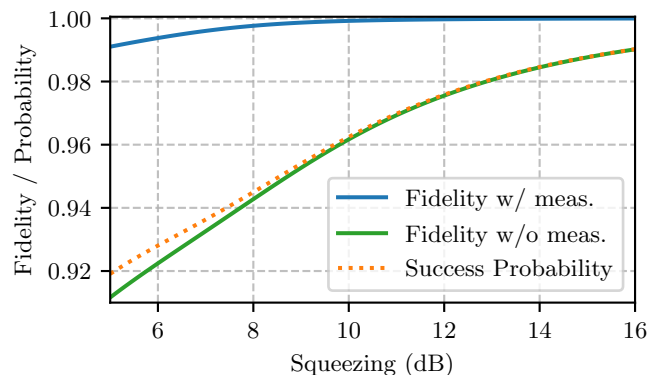 1.00
0.98
0.96
0.94
0.92
Fidelity / Probability
Fidelity w/ meas.
Fidelity w/o meas.
Success Probability
6 8 10 12 14 16
Squeezing (dB)